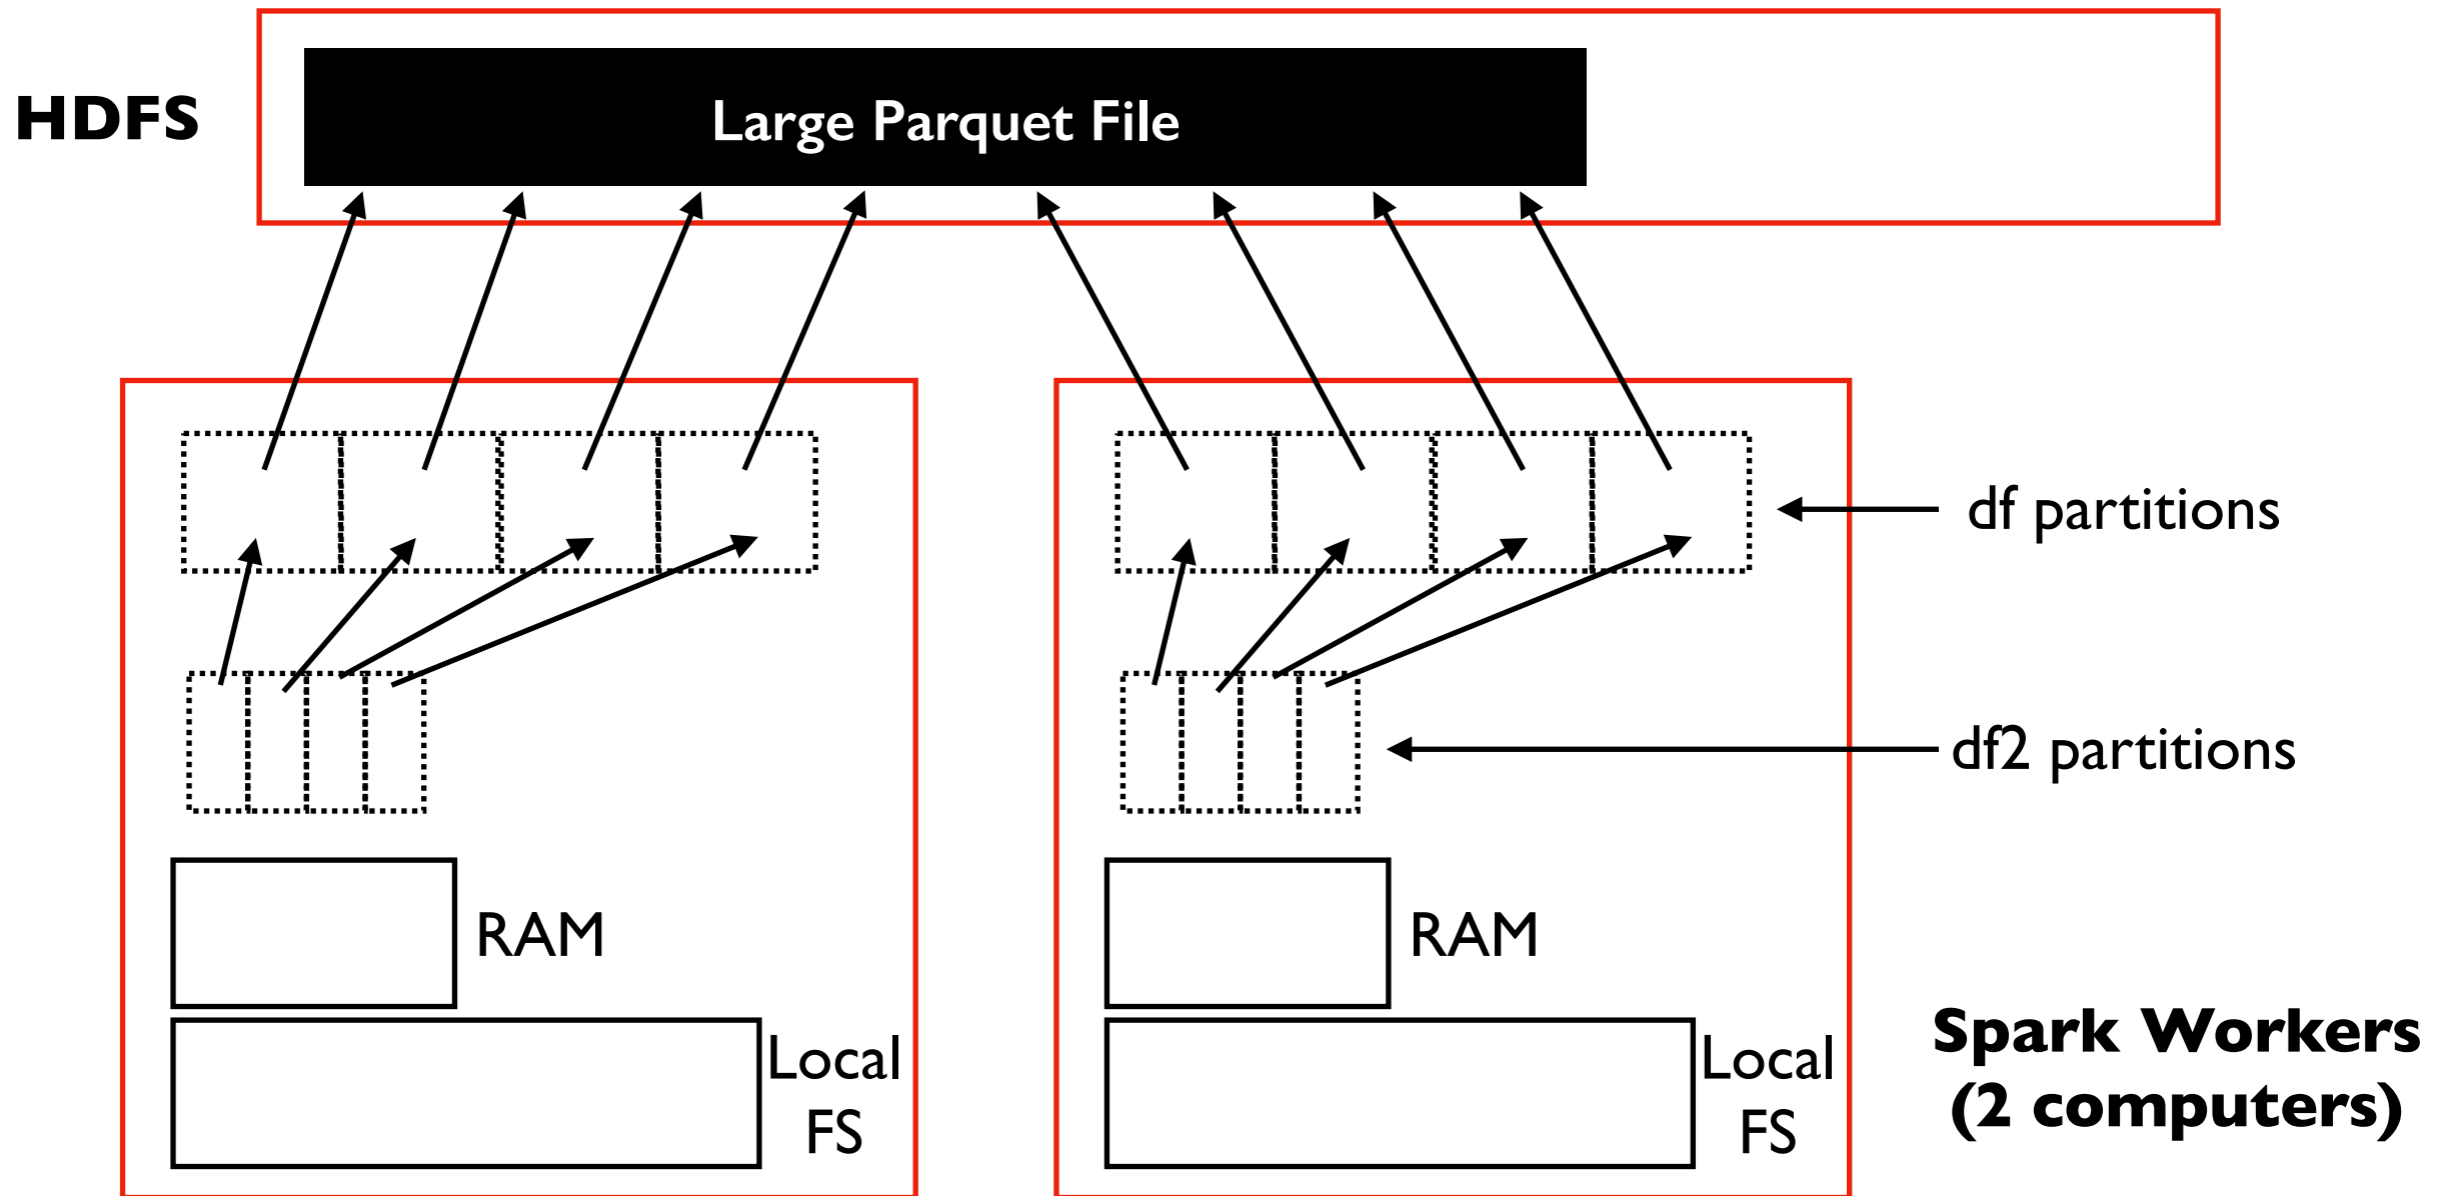 HDFS
Large Parquet File
df partitions
df2 partitions
RAM
RAM
Local
FS
Local
FS
Spark Workers
(2 computers)